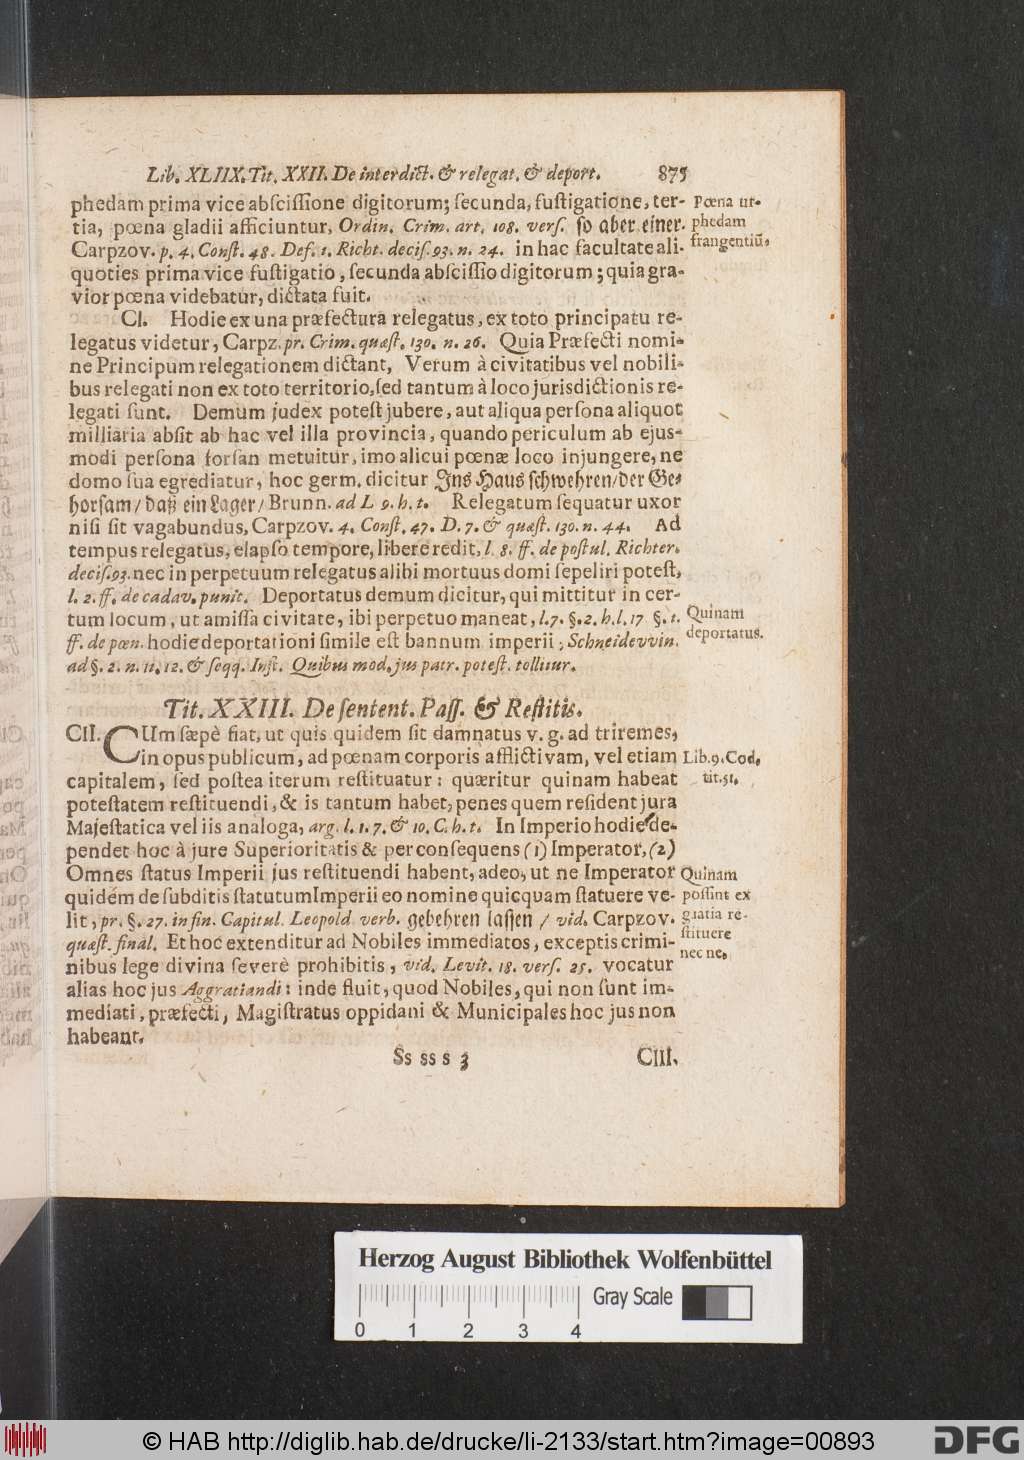 Lib. XLIIX. Tit. XXII. De interdict. & relegat. & deport. 875
phedam prima vice abſciſſione digitorum; ſecunda, fuſtigatione, ter-
tia, pœna gladii afficiuntur, Ordin. Crim. art. 108. verſ. ſo aber einer.
Carpzov. p. 4. Conſt. 48. Def. 1. Richt. deciſ. 93. n. 24. in hac facultate ali-
quoties prima vice fuſtigatio, ſecunda abſciſſio digitorum; quia gra-
vior pœna videbatur, dictata fuit.
Pœna ur-
phedam
frangentiũ,
CI. Hodie ex una præfectura relegatus, ex toto principatu re-
legatus videtur, Carpz. pr. Crim. quæſt. 130. n. 26. Quia Præfecti nomi-
ne Principum relegationem dictant, Verum à civitatibus vel nobili-
bus relegati non ex toto territorio, ſed tantum à loco jurisdictionis re-
legati ſunt. Demum judex poteſt jubere, aut aliqua perſona aliquot
milliaria abſit ab hac vel illa provincia, quando periculum ab ejus-
modi perſona forſan metuitur, imo alicui pœnæ loco injungere, ne
domo ſua egrediatur, hoc germ. dicitur Ins Haus ſchwehren/ der Ge-
horſam/ daß ein Lager/ Brunn. ad L 9. h. t. Relegatum ſequatur uxor
niſi ſit vagabundus, Carpzov. 4. Conſt. 47. D. 7. & quæſt. 130. n. 44. Ad
tempus relegatus, elapſo tempore, libere redit, l. 8. ff. de poſtul. Richter.
deciſ. 93. nec in perpetuum relegatus alibi mortuus domi ſepeliri poteſt,
l. 2. ff. de cadav. punit. Deportatus demum dicitur, qui mittitur in cer-
tum locum, ut amiſſa civitate, ibi perpetuo maneat, l. 7. §. 2. h. l. 17 §. 1.
ff. de pœn. hodie deportationi ſimile eſt bannum imperii, Schneidevvin.
ad §. 2. n. 11. 12. & ſeqq. Inſt. Quibus mod. jus patr. poteſt. tollitur.
Quinam
deportatus.
Tit. XXIII. De ſentent. Paſſ. & Reſtitis.
CII. CUm ſæpè fiat, ut quis quidem ſit damnatus v. g. ad triremes,
in opus publicum, ad pœnam corporis afflictivam, vel etiam
capitalem, ſed poſtea iterum reſtituatur: quæritur quinam habeat
poteſtatem reſtituendi, & is tantum habet, penes quem reſident jura
Majeſtatica vel iis analoga, arg. l. 1. 7. & 10. C. h. t. In Imperio hodie de-
pendet hoc à jure Superioritatis & per conſequens (1) Imperator, (2)
Omnes ſtatus Imperii jus reſtituendi habent, adeo, ut ne Imperator
quidem de ſubditis ſtatutum Imperii eo nomine quicquam ſtatuere ve-
lit, pr. §. 27. in fin. Capitul. Leopold verb. gebehren laſſen / vid. Carpzov.
quæſt. final. Et hoc extenditur ad Nobiles immediatos, exceptis crimi-
nibus lege divina ſeverè prohibitis, vid. Levit. 18. verſ. 25. vocatur
alias hoc jus Aggratiandi: inde fluit, quod Nobiles, qui non ſunt im-
mediati, præfecti, Magiſtratus oppidani & Municipales hoc jus non
habeant.
Lib. 9. Cod.
tit. 51.
Quinam
poſſint ex
gratia re-
ſtituere
nec ne.
Ss ss s 3 CIII.
Herzog August Bibliothek Wolfenbüttel
Gray Scale
0 1 2 3 4
© HAB http://diglib.hab.de/drucke/li-2133/start.htm?image=00893
DFG